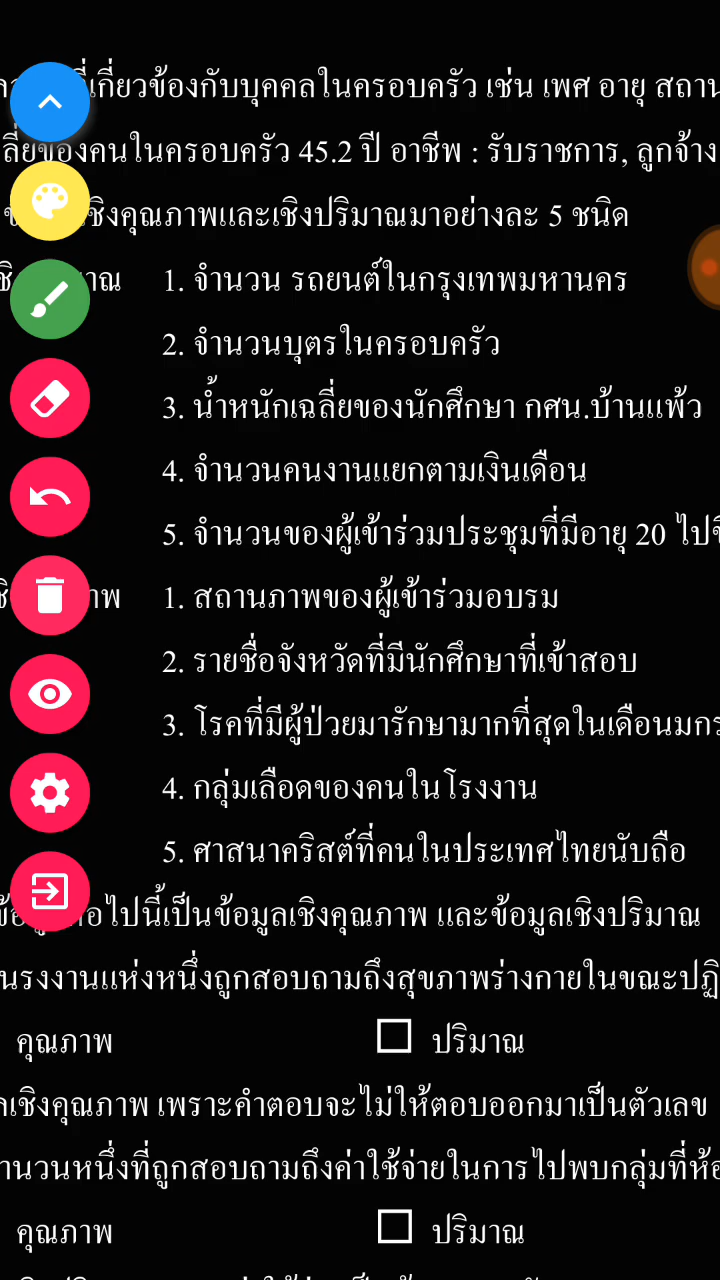 เกี่ยวข้องกับบุคคลในครอบครัว เช่น เพศ อายุ สถาน
ลี่ยของคนในครอบครัว 45.2 ปี อาชีพ : รับราชการ, ลูกจ้าง
เชิงคุณภาพและเชิงปริมาณมาอย่างละ 5 ชนิด
1. จำนวน รถยนต์ในกรุงเทพมหานคร
2. จำนวนบุตรในครอบครัว
3. น้ำหนักเฉลี่ยของนักศึกษา กศน.บ้านแพ้ว
4. จำนวนคนงานแยกตามเงินเดือน
5. จำนวนของผู้เข้าร่วมประชุมที่มีอายุ 20 ไป
1. สถานภาพของผู้เข้าร่วมอบรม
2. รายชื่อจังหวัดที่มีนักศึกษาที่เข้าสอบ
3. โรคที่มีผู้ป่วยมารักษามากที่สุดในเดือนมกร
4. กลุ่มเลือดของคนในโรงงาน
5. ศาสนาคริสต์ที่คนในประเทศไทยนับถือ
ไปนี้เป็นข้อมูลเชิงคุณภาพ และข้อมูลเชิงปริมาณ
นรงงานแห่งหนึ่งถูกสอบถามถึงสุขภาพร่างกายในขณะปฏิ
คุณภาพ ☐ ปริมาณ
ลเชิงคุณภาพ เพราะคำตอบจะไม่ให้ตอบออกมาเป็นตัวเลข
านวนหนึ่งที่ถูกสอบถามถึงค่าใช้จ่ายในการไปพบกลุ่มที่ห้อ
คุณภาพ ☐ ปริมาณ